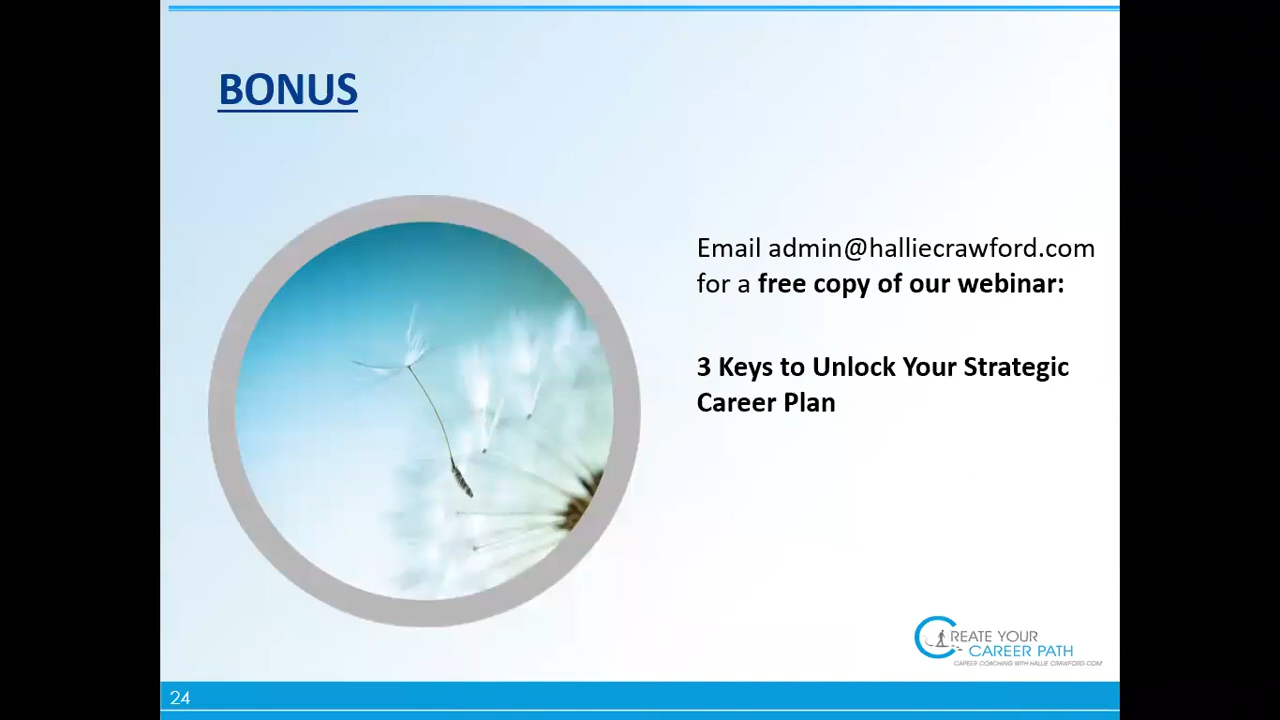 BONUS
Email admin@halliecrawford.com
for a free copy of our webinar:
3 Keys to Unlock Your Strategic
Career Plan
CREATE YOUR
CAREER PATH
CAREER COACHING WITH HALLIE CRAWFORD.COM
24